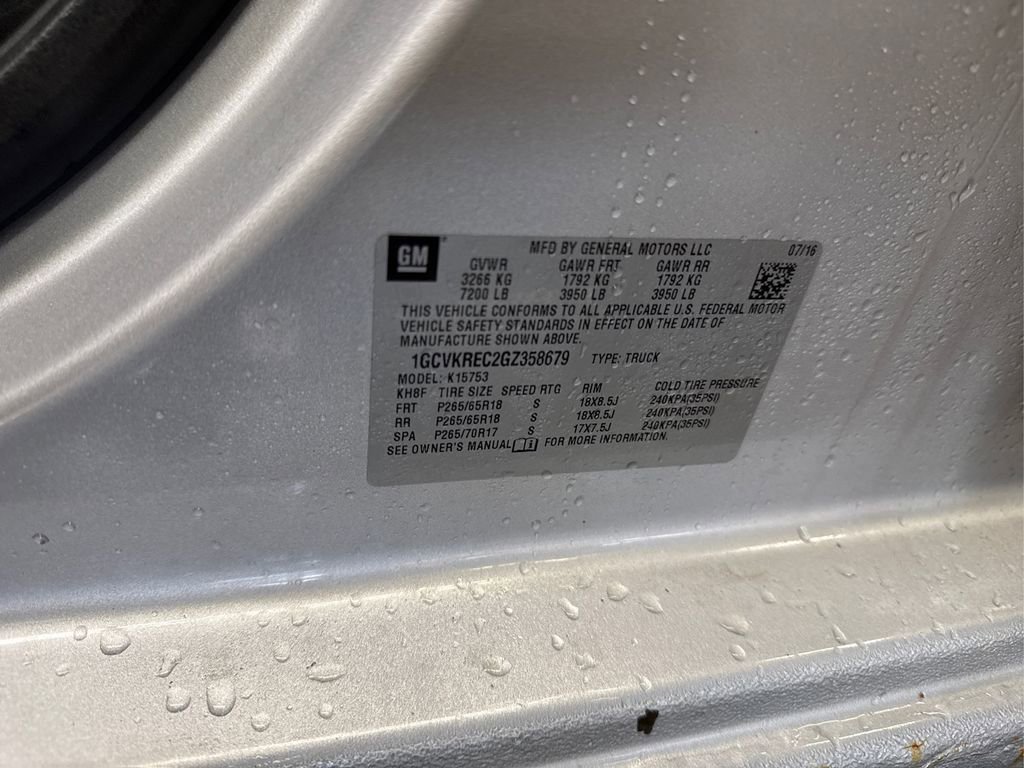 GM
MFD BY GENERAL MOTORS LLC 07/16
GVWR GAWR FRT GAWR RR
3266 KG 1792 KG 1792 KG
7200 LB 3950 LB 3950 LB
THIS VEHICLE CONFORMS TO ALL APPLICABLE U.S. FEDERAL MOTOR
VEHICLE SAFETY STANDARDS IN EFFECT ON THE DATE OF
MANUFACTURE SHOWN ABOVE.
1GCVKREC2GZ358679 TYPE: TRUCK
MODEL: K15753
KH8F TIRE SIZE SPEED RTG RIM COLD TIRE PRESSURE
FRT P265/65R18 S 18X8.5J 240KPA(35PSI)
RR P265/65R18 S 18X8.5J 240KPA(35PSI)
SPA P265/70R17 S 17X7.5J 240KPA(35PSI)
SEE OWNER'S MANUAL FOR MORE INFORMATION.